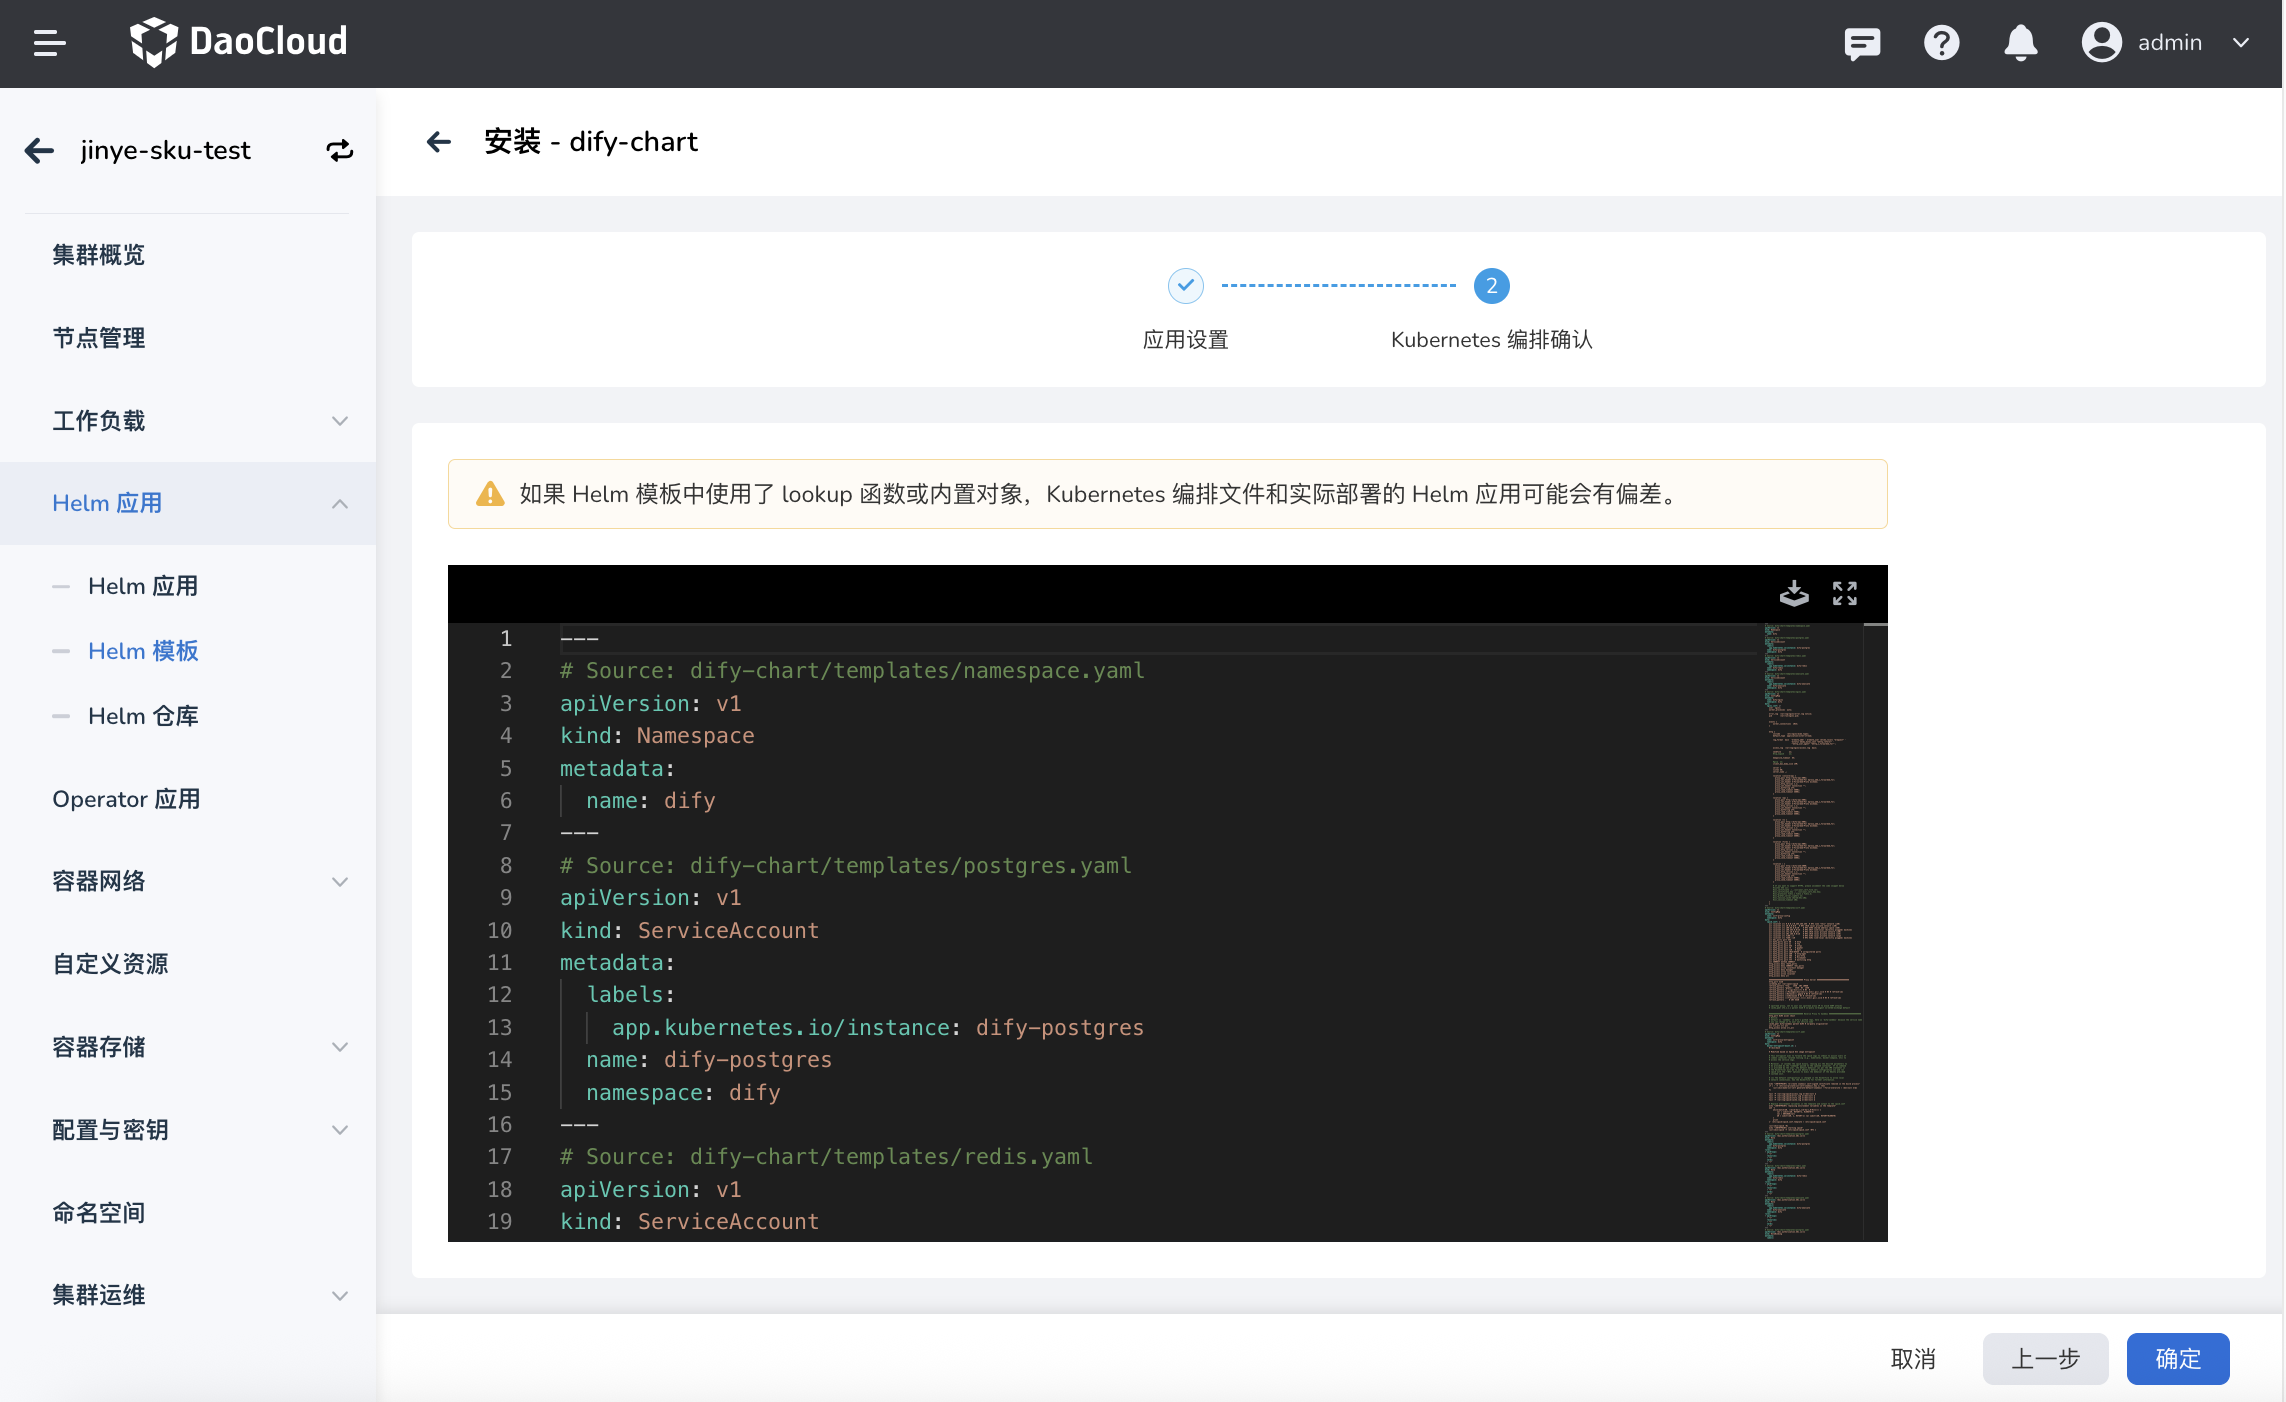 DaoCloud
admin
jinye-sku-test
集群概览
节点管理
工作负载
Helm 应用
Helm 应用
Helm 模板
Helm 仓库
Operator 应用
容器网络
自定义资源
容器存储
配置与密钥
命名空间
集群运维
安装 - dify-chart
2
应用设置
Kubernetes 编排确认
如果 Helm 模板中使用了 lookup 函数或内置对象，Kubernetes 编排文件和实际部署的 Helm 应用可能会有偏差。
1 ---
2 # Source: dify-chart/templates/namespace.yaml
3 apiVersion: v1
4 kind: Namespace
5 metadata:
6 name: dify
7 ---
8 # Source: dify-chart/templates/postgres.yaml
9 apiVersion: v1
10 kind: ServiceAccount
11 metadata:
12 labels:
13 app.kubernetes.io/instance: dify-postgres
14 name: dify-postgres
15 namespace: dify
16 ---
17 # Source: dify-chart/templates/redis.yaml
18 apiVersion: v1
19 kind: ServiceAccount
取消
上一步
确定